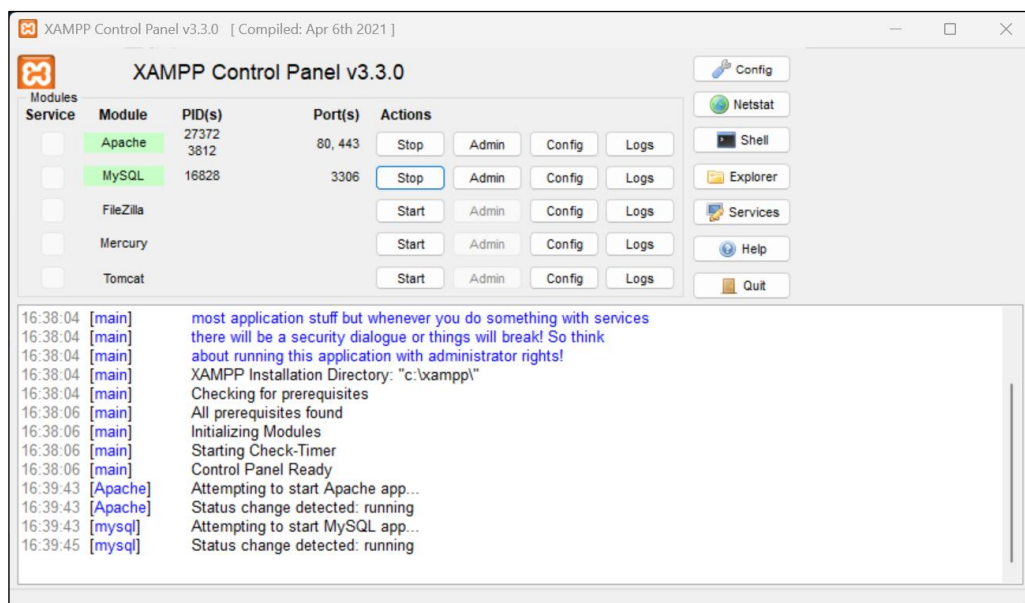 XAMPP Control Panel v3.3.0 [ Compiled: Apr 6th 2021 ]
XAMPP Control Panel v3.3.0
Config
Modules
Service Module PID(s) Port(s) Actions
Netstat
Apache 27372 3812 80, 443 Stop Admin Config Logs
Shell
MySQL 16828 3306 Stop Admin Config Logs
Explorer
FileZilla Start Admin Config Logs
Services
Mercury Start Admin Config Logs
Help
Tomcat Start Admin Config Logs
Quit
16:38:04 [main] most application stuff but whenever you do something with services
16:38:04 [main] there will be a security dialogue or things will break! So think
16:38:04 [main] about running this application with administrator rights!
16:38:04 [main] XAMPP Installation Directory: "c:\xampp\"
16:38:04 [main] Checking for prerequisites
16:38:06 [main] All prerequisites found
16:38:06 [main] Initializing Modules
16:38:06 [main] Starting Check-Timer
16:38:06 [main] Control Panel Ready
16:39:43 [Apache] Attempting to start Apache app...
16:39:43 [Apache] Status change detected: running
16:39:43 [mysql] Attempting to start MySQL app...
16:39:45 [mysql] Status change detected: running